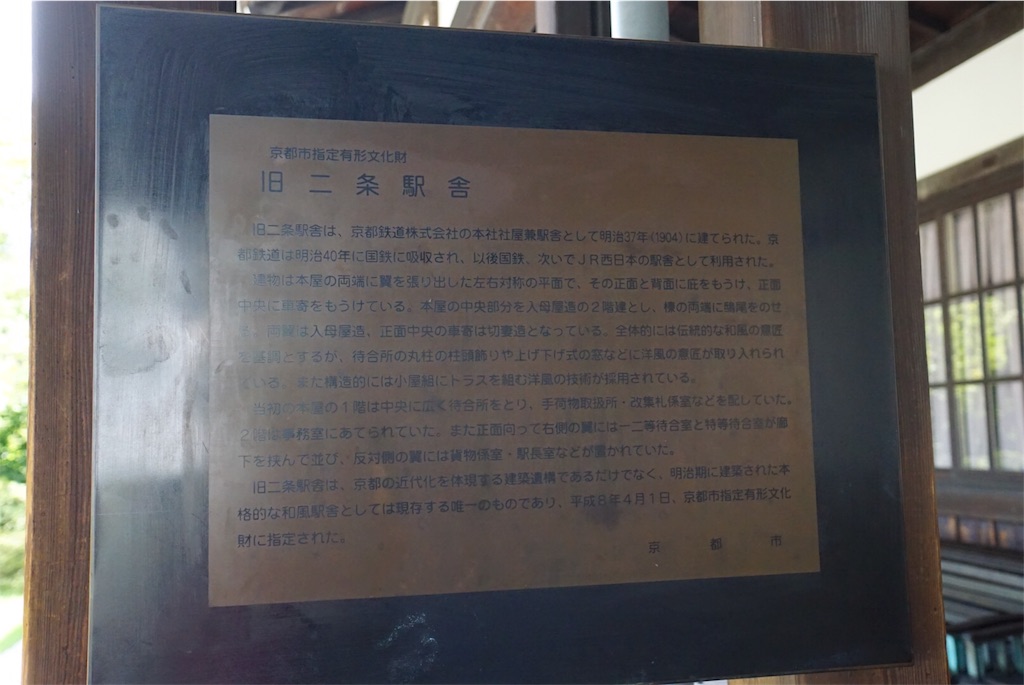 京都市指定有形文化財
旧二条駅舎
旧二条駅舎は、京都鉄道株式会社の本社社屋兼駅舎として明治37年(1904)に建てられた。京
都鉄道は明治40年に国鉄に吸収され、以後国鉄、次いでJR西日本の駅舎として利用された。
建物は本屋の両端に翼を張り出した左右対称の平面で、その正面と背面に庇をもうけ、正面
中央に車寄をもうけている。本屋の中央部分を入母屋造の2階建とし、棟の両端に鴟尾をのせ
る。両翼は入母屋造、正面中央の車寄は切妻造となっている。全体的には伝統的な和風の意匠
を基調とするが、待合所の丸柱の柱頭飾りや上げ下げ式の窓などに洋風の意匠が取り入れられ
ている。また構造的には小屋組にトラスを組む洋風の技術が採用されている。
当初の本屋の1階は中央に広く待合所をとり、手荷物取扱所・改集札係室などを配していた。
2階は事務室にあてられていた。また正面向って右側の翼には一二等待合室と特等待合室が廊
下を挟んで並び、反対側の翼には貨物係室・駅長室などが置かれていた。
旧二条駅舎は、京都の近代化を体現する建築遺構であるだけでなく、明治期に建築された本
格的な和風駅舎としては現存する唯一のものであり、平成8年4月1日、京都市指定有形文化
財に指定された。
京都市